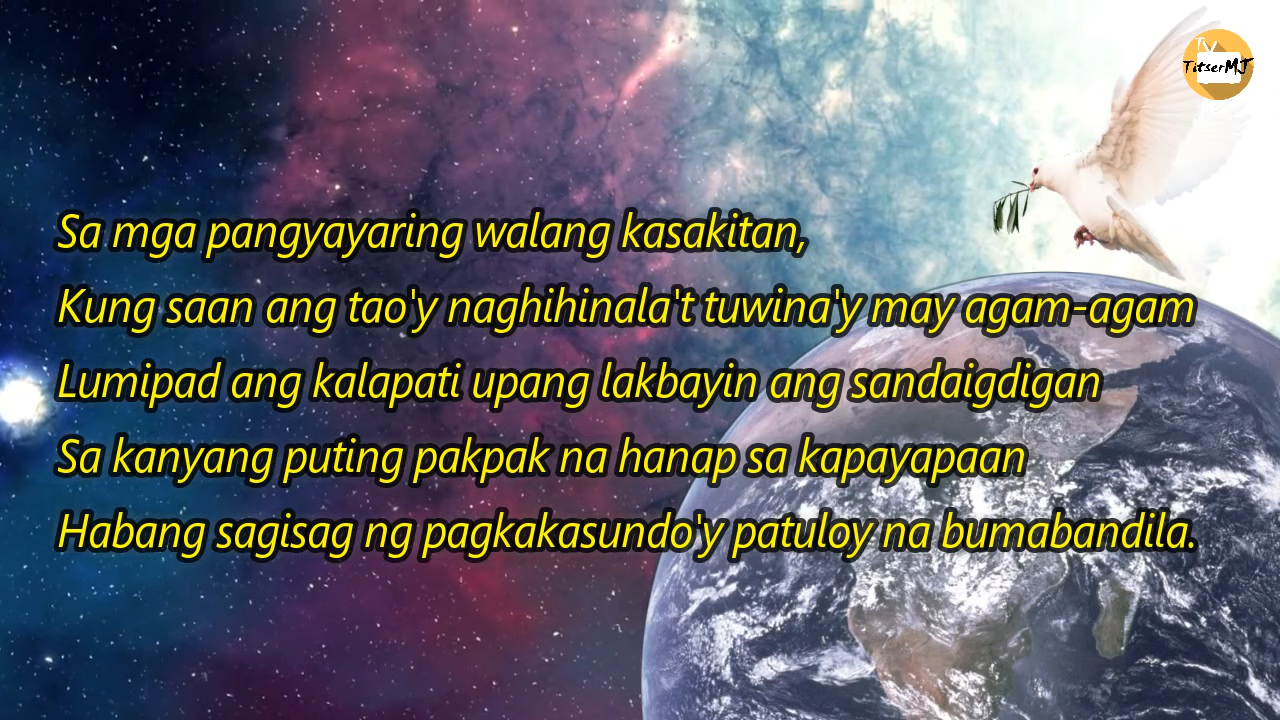 TV
TitserMJ
Sa mga pangyayaring walang kasakitan,
Kung saan ang tao'y naghihinala't tuwina'y may agam-agam
Lumipad ang kalapati upang lakbayin ang sandaigdigan
Sa kanyang puting pakpak na hanap sa kapayapaan
Habang sagisag ng pagkakasundo'y patuloy na bumabandila.